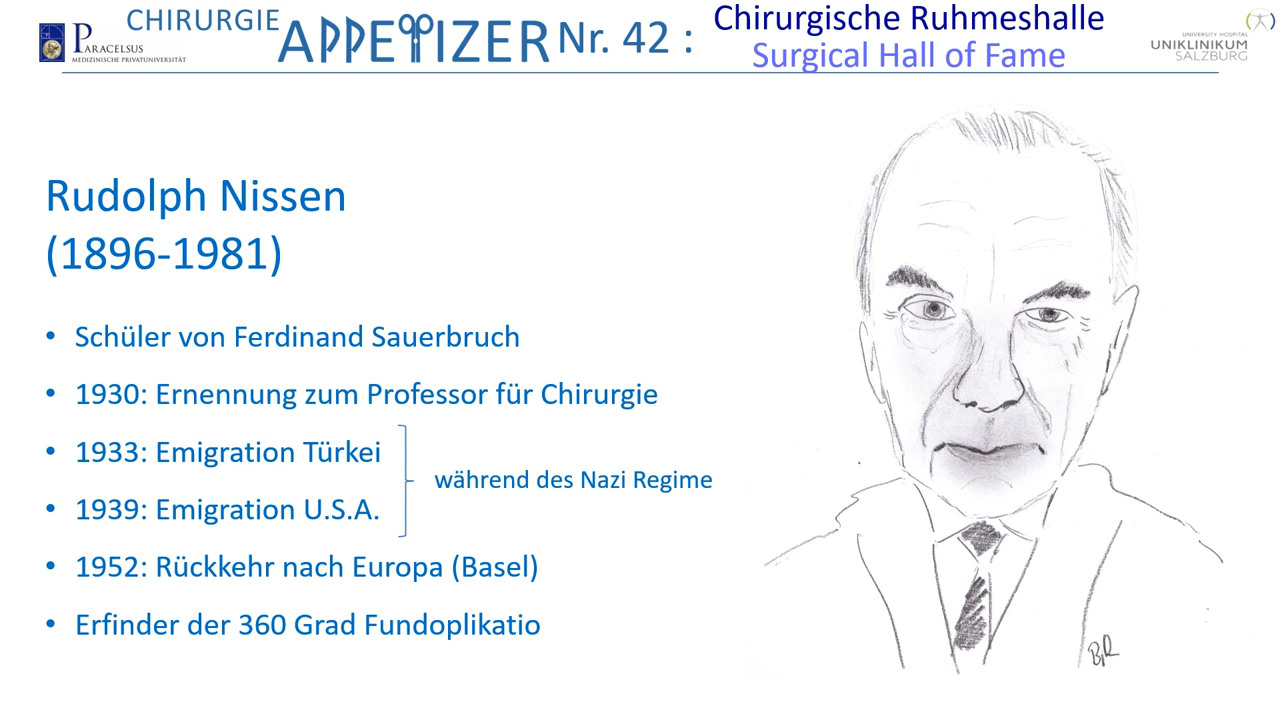 CHIRURGIE APPETIZER Nr. 42 :
Chirurgische Ruhmeshalle
Surgical Hall of Fame
PARACELSUS
MEDIZINISCHE PRIVATUNIVERSITÄT
UNIVERSITY HOSPITAL
UNIKLINIKUM
SALZBURG
Rudolph Nissen
(1896-1981)
• Schüler von Ferdinand Sauerbruch
• 1930: Ernennung zum Professor für Chirurgie
• 1933: Emigration Türkei
während des Nazi Regime
• 1939: Emigration U.S.A.
• 1952: Rückkehr nach Europa (Basel)
• Erfinder der 360 Grad Fundoplikatio